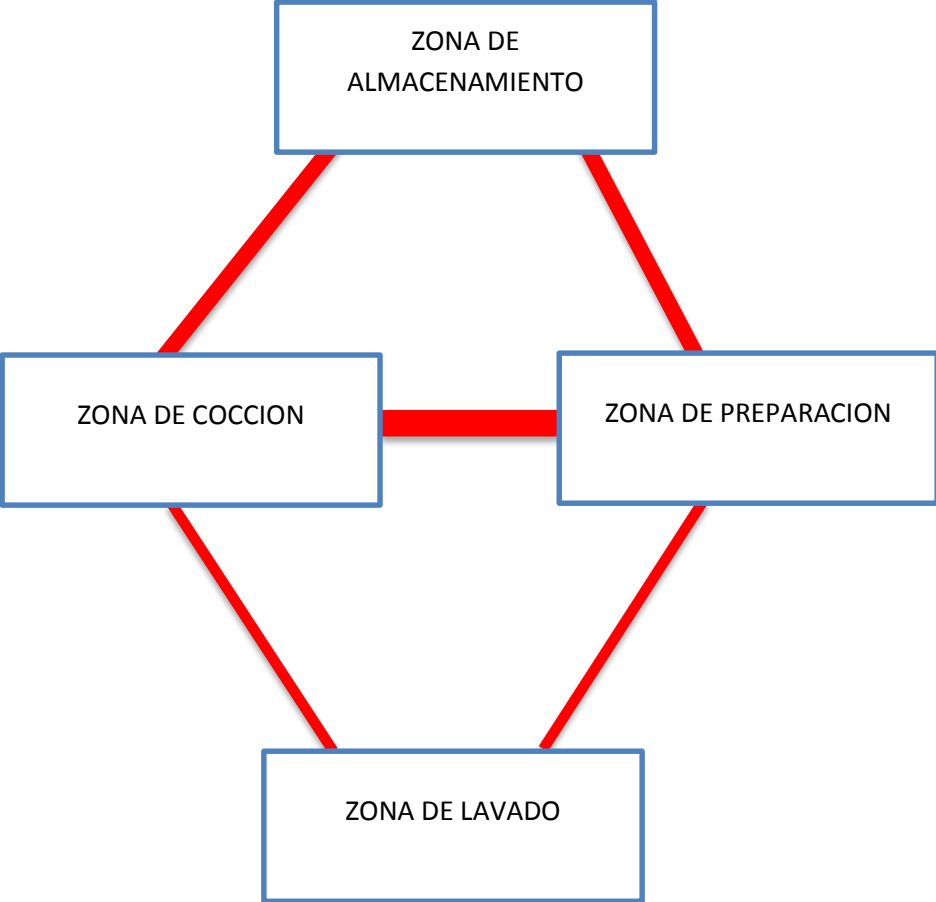 ZONA DE
ALMACENAMIENTO
ZONA DE COCCION
ZONA DE PREPARACION
ZONA DE LAVADO